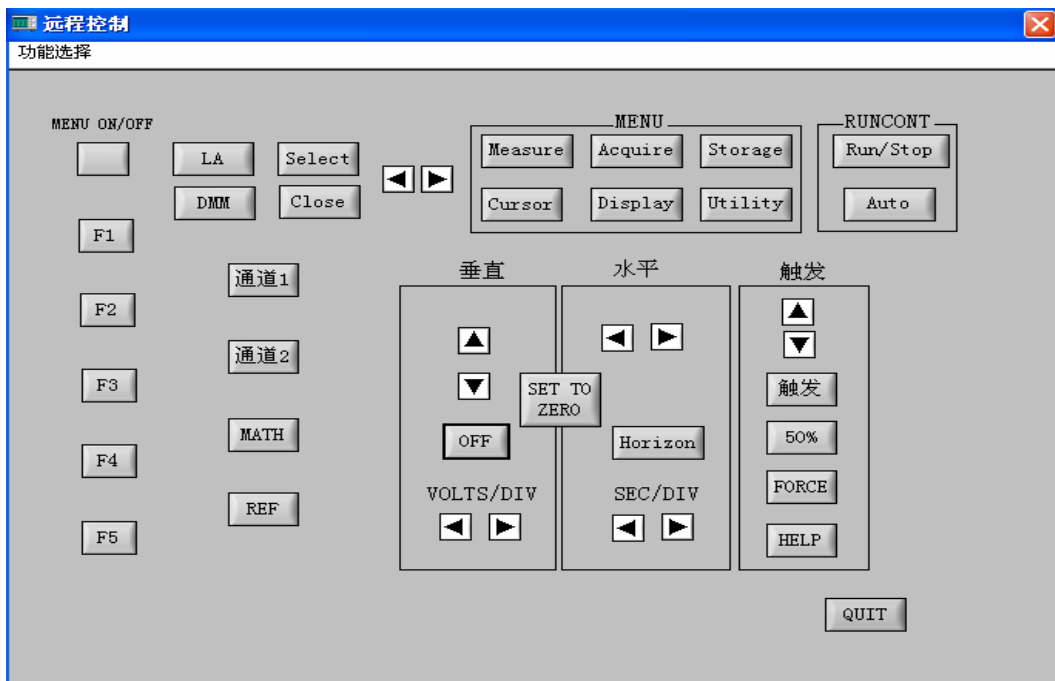 远程控制
功能选择
MENU ON/OFF
LA
Select
DMM
Close
MENU
Measure
Acquire
Storage
Cursor
Display
Utility
RUNCONT
Run/Stop
Auto
F1
F2
F3
F4
F5
通道1
通道2
MATH
REF
垂直
水平
触发
SET TO
ZERO
OFF
Horizon
VOLTS/DIV
SEC/DIV
触发
50%
FORCE
HELP
QUIT